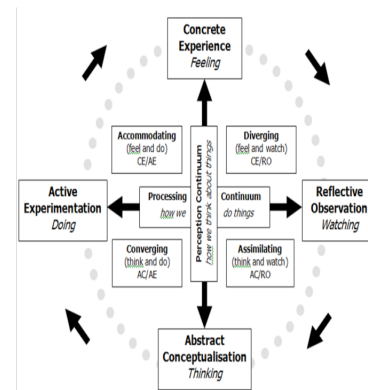 Concrete
Experience
Feeling
Accommodating
(feel and do)
CE/AE
Diverging
(feel and watch)
CE/RO
Perception Continuum
how we think about things
Active
Experimentation
Doing
Processing
how we
Continuum
do things
Reflective
Observation
Watching
Converging
(think and do)
AC/AE
Assimilating
(think and watch)
AC/RO
Abstract
Conceptualisation
Thinking